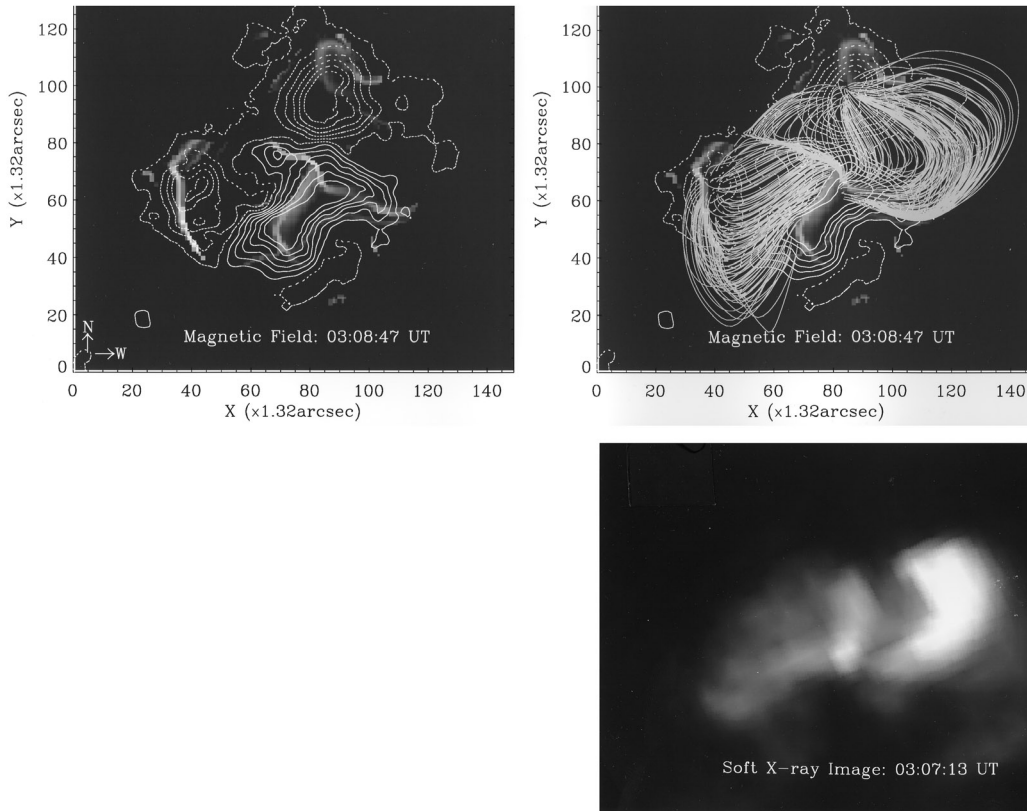 120
100
80
60
40
20
0
Y (×1.32arcsec)
N
W
Magnetic Field: 03:08:47 UT
0 20 40 60 80 100 120 140
X (×1.32arcsec)
120
100
80
60
40
20
0
Y (×1.32arcsec)
Magnetic Field: 03:08:47 UT
0 20 40 60 80 100 120 140
X (×1.32arcsec)
Soft X-ray Image: 03:07:13 UT